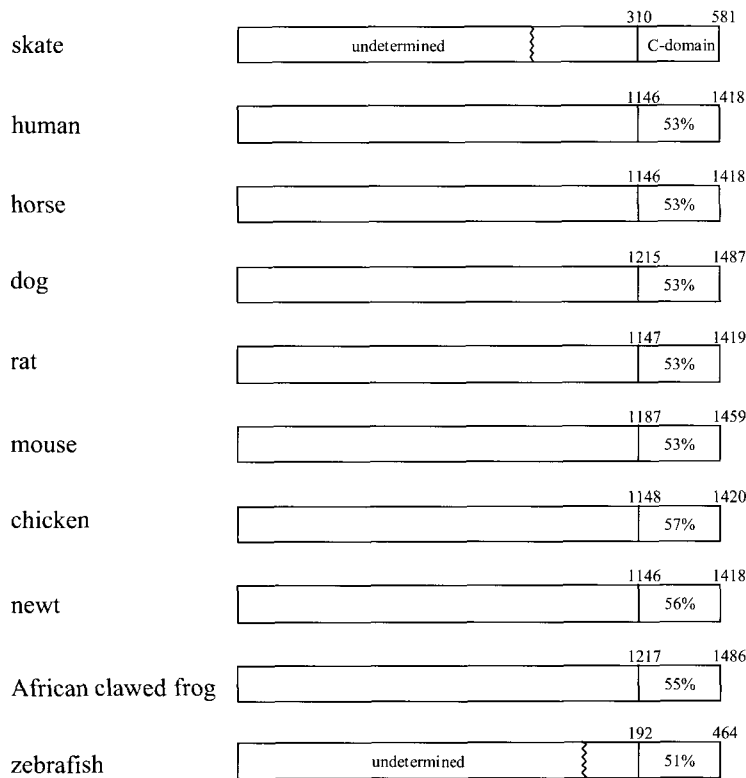 310 581
skate undetermined C-domain
1146 1418
human 53%
1146 1418
horse 53%
1215 1487
dog 53%
1147 1419
rat 53%
1187 1459
mouse 53%
1148 1420
chicken 57%
1146 1418
newt 56%
1217 1486
African clawed frog 55%
192 464
zebrafish undetermined 51%